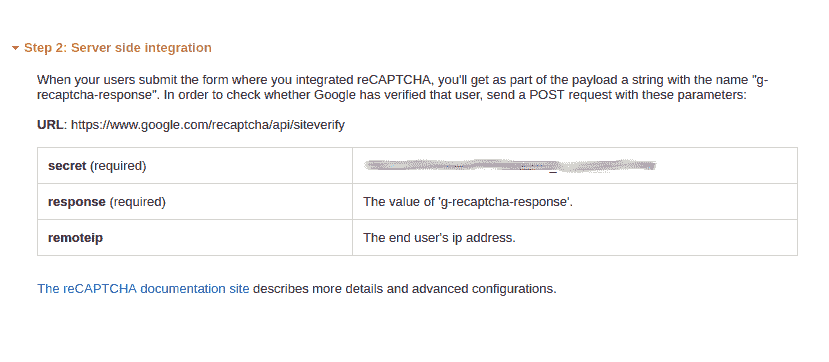 Step 2: Server side integration
When your users submit the form where you integrated reCAPTCHA, you'll get as part of the payload a string with the name "g-
recaptcha-response". In order to check whether Google has verified that user, send a POST request with these parameters:
URL: https://www.google.com/recaptcha/api/siteverify
secret (required)
response (required) The value of 'g-recaptcha-response'.
remoteip The end user's ip address.
The reCAPTCHA documentation site describes more details and advanced configurations.